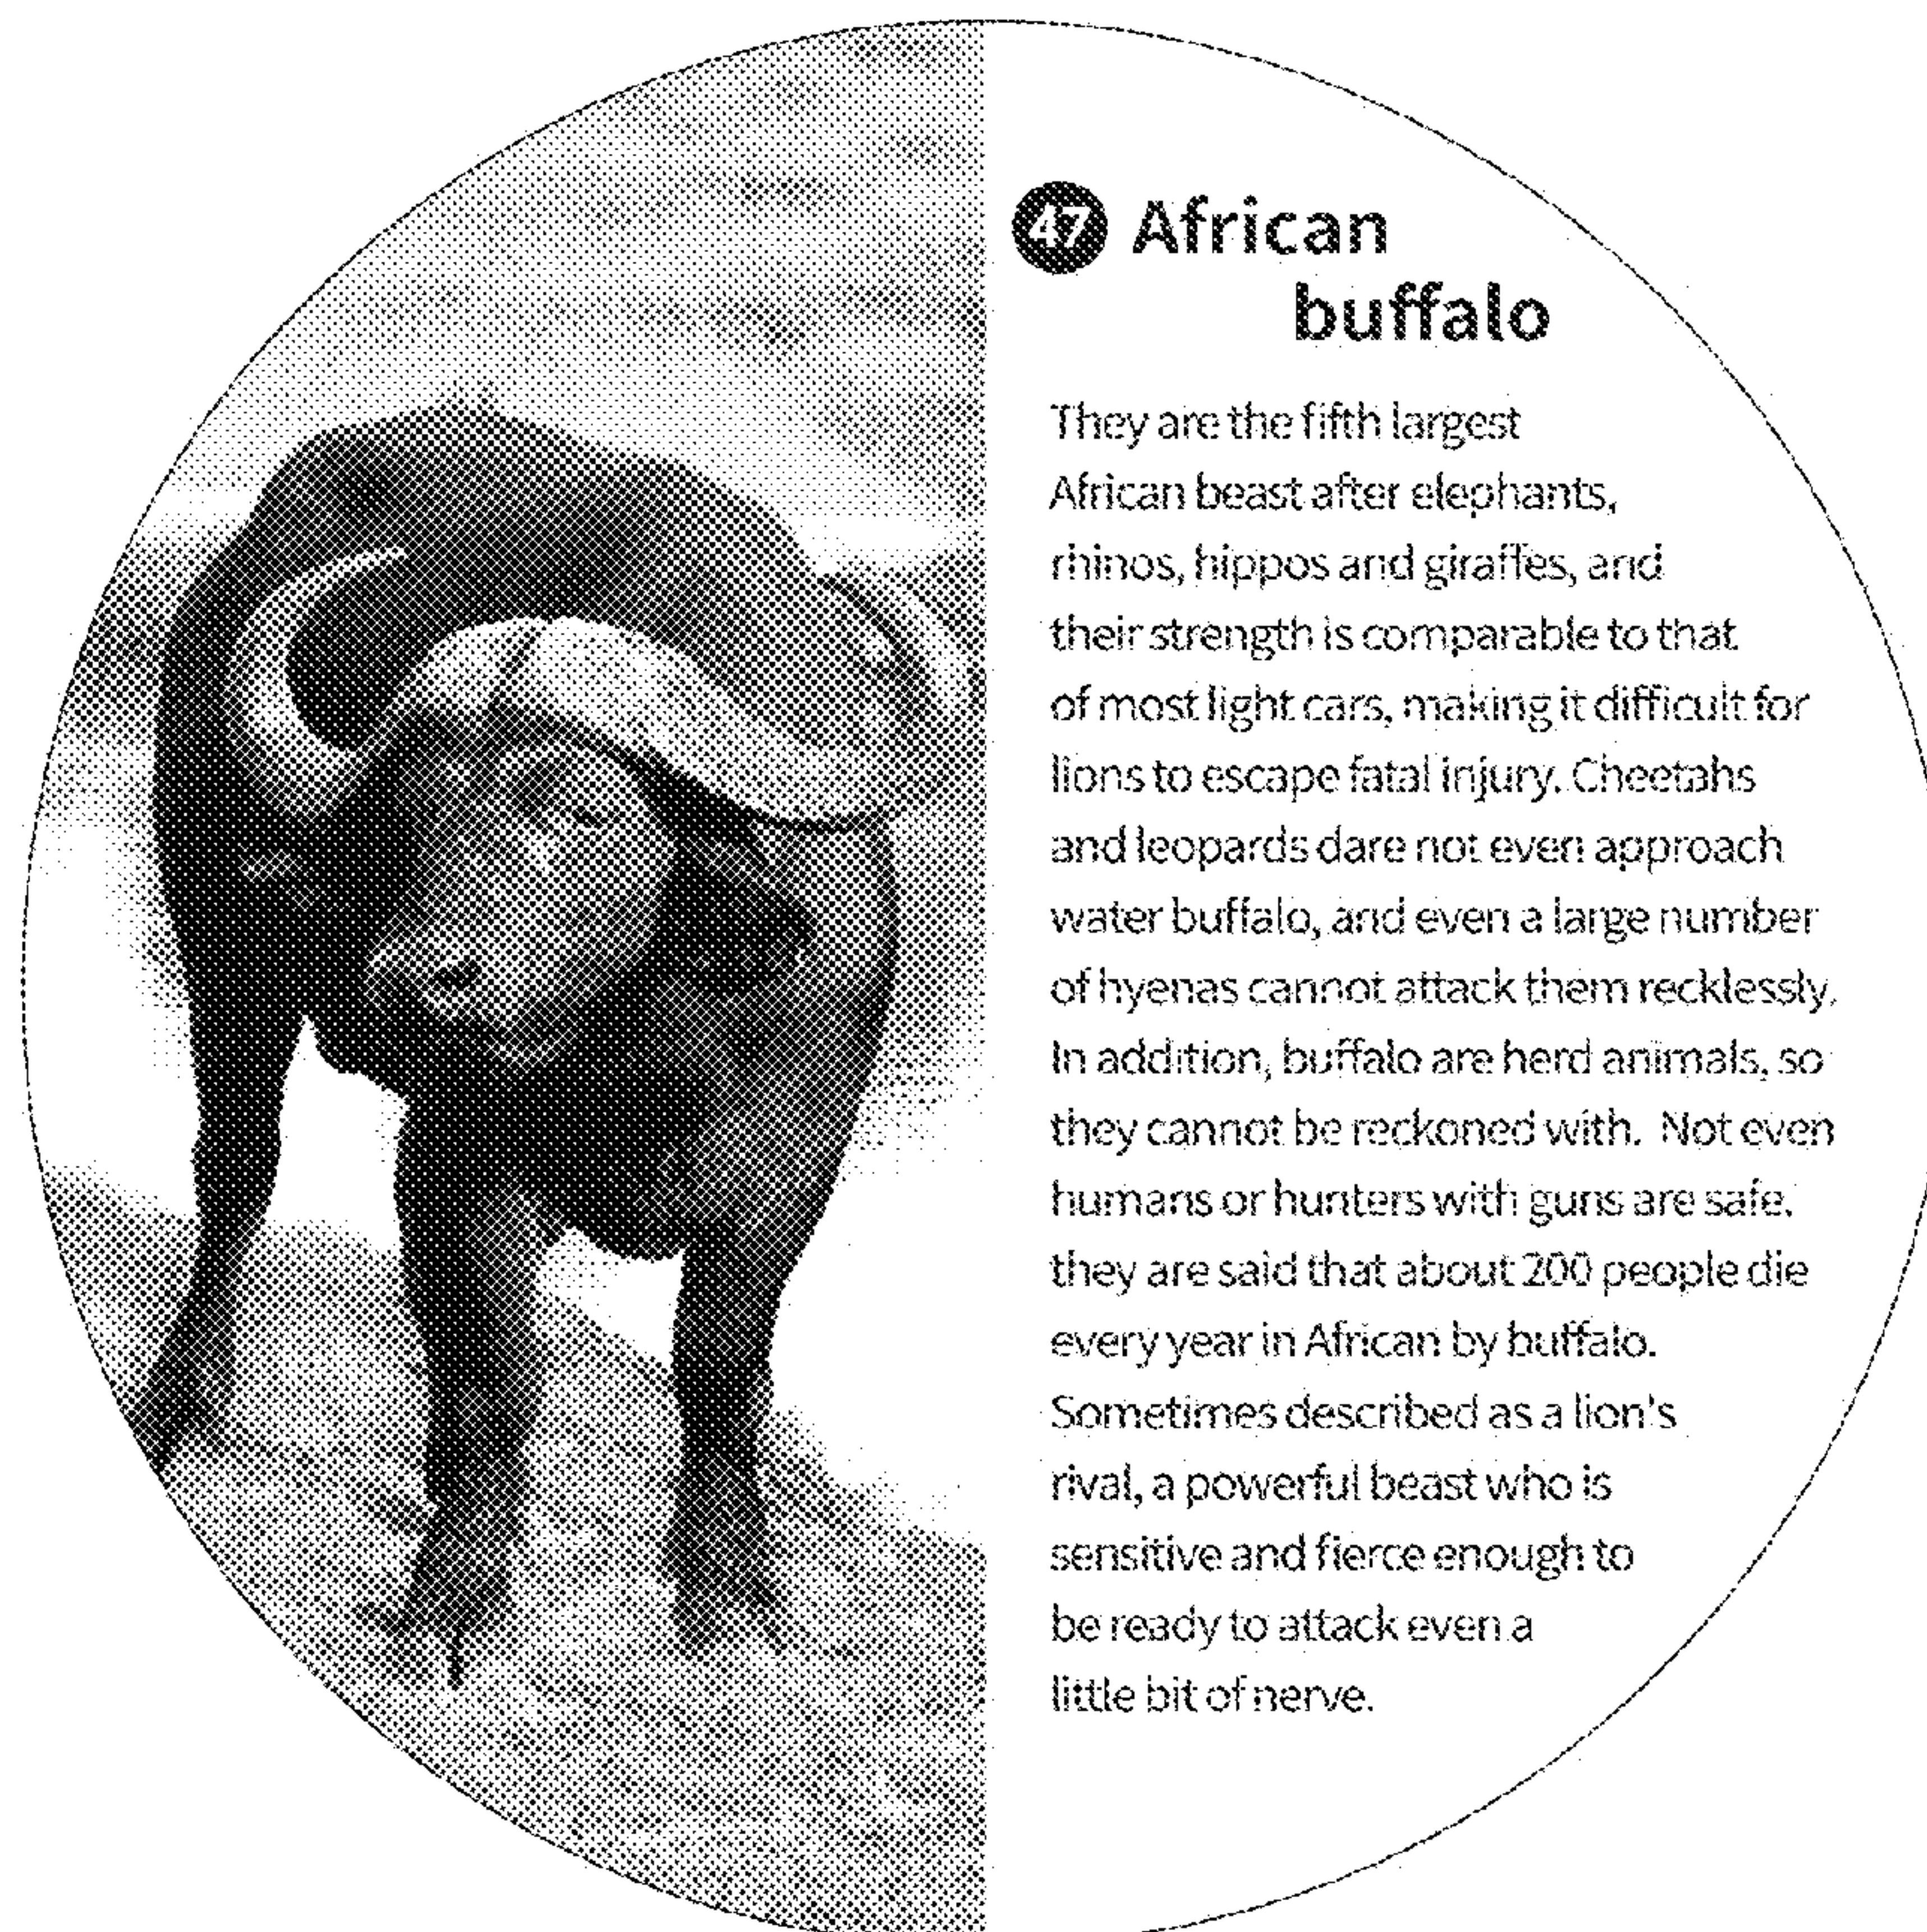 47 African
buffalo
They are the fifth largest
African beast after elephants,
rhinos, hippos and giraffes, and
their strength is comparable to that
of most light cars, making it difficult for
lions to escape fatal injury. Cheetahs
and leopards dare not even approach
water buffalo, and even a large number
of hyenas cannot attack them recklessly.
In addition, buffalo are herd animals, so
they cannot be reckoned with. Not even
humans or hunters with guns are safe.
they are said that about 200 people die
every year in African by buffalo.
Sometimes described as a lion's
rival, a powerful beast who is
sensitive and fierce enough to
be ready to attack even a
little bit of nerve.